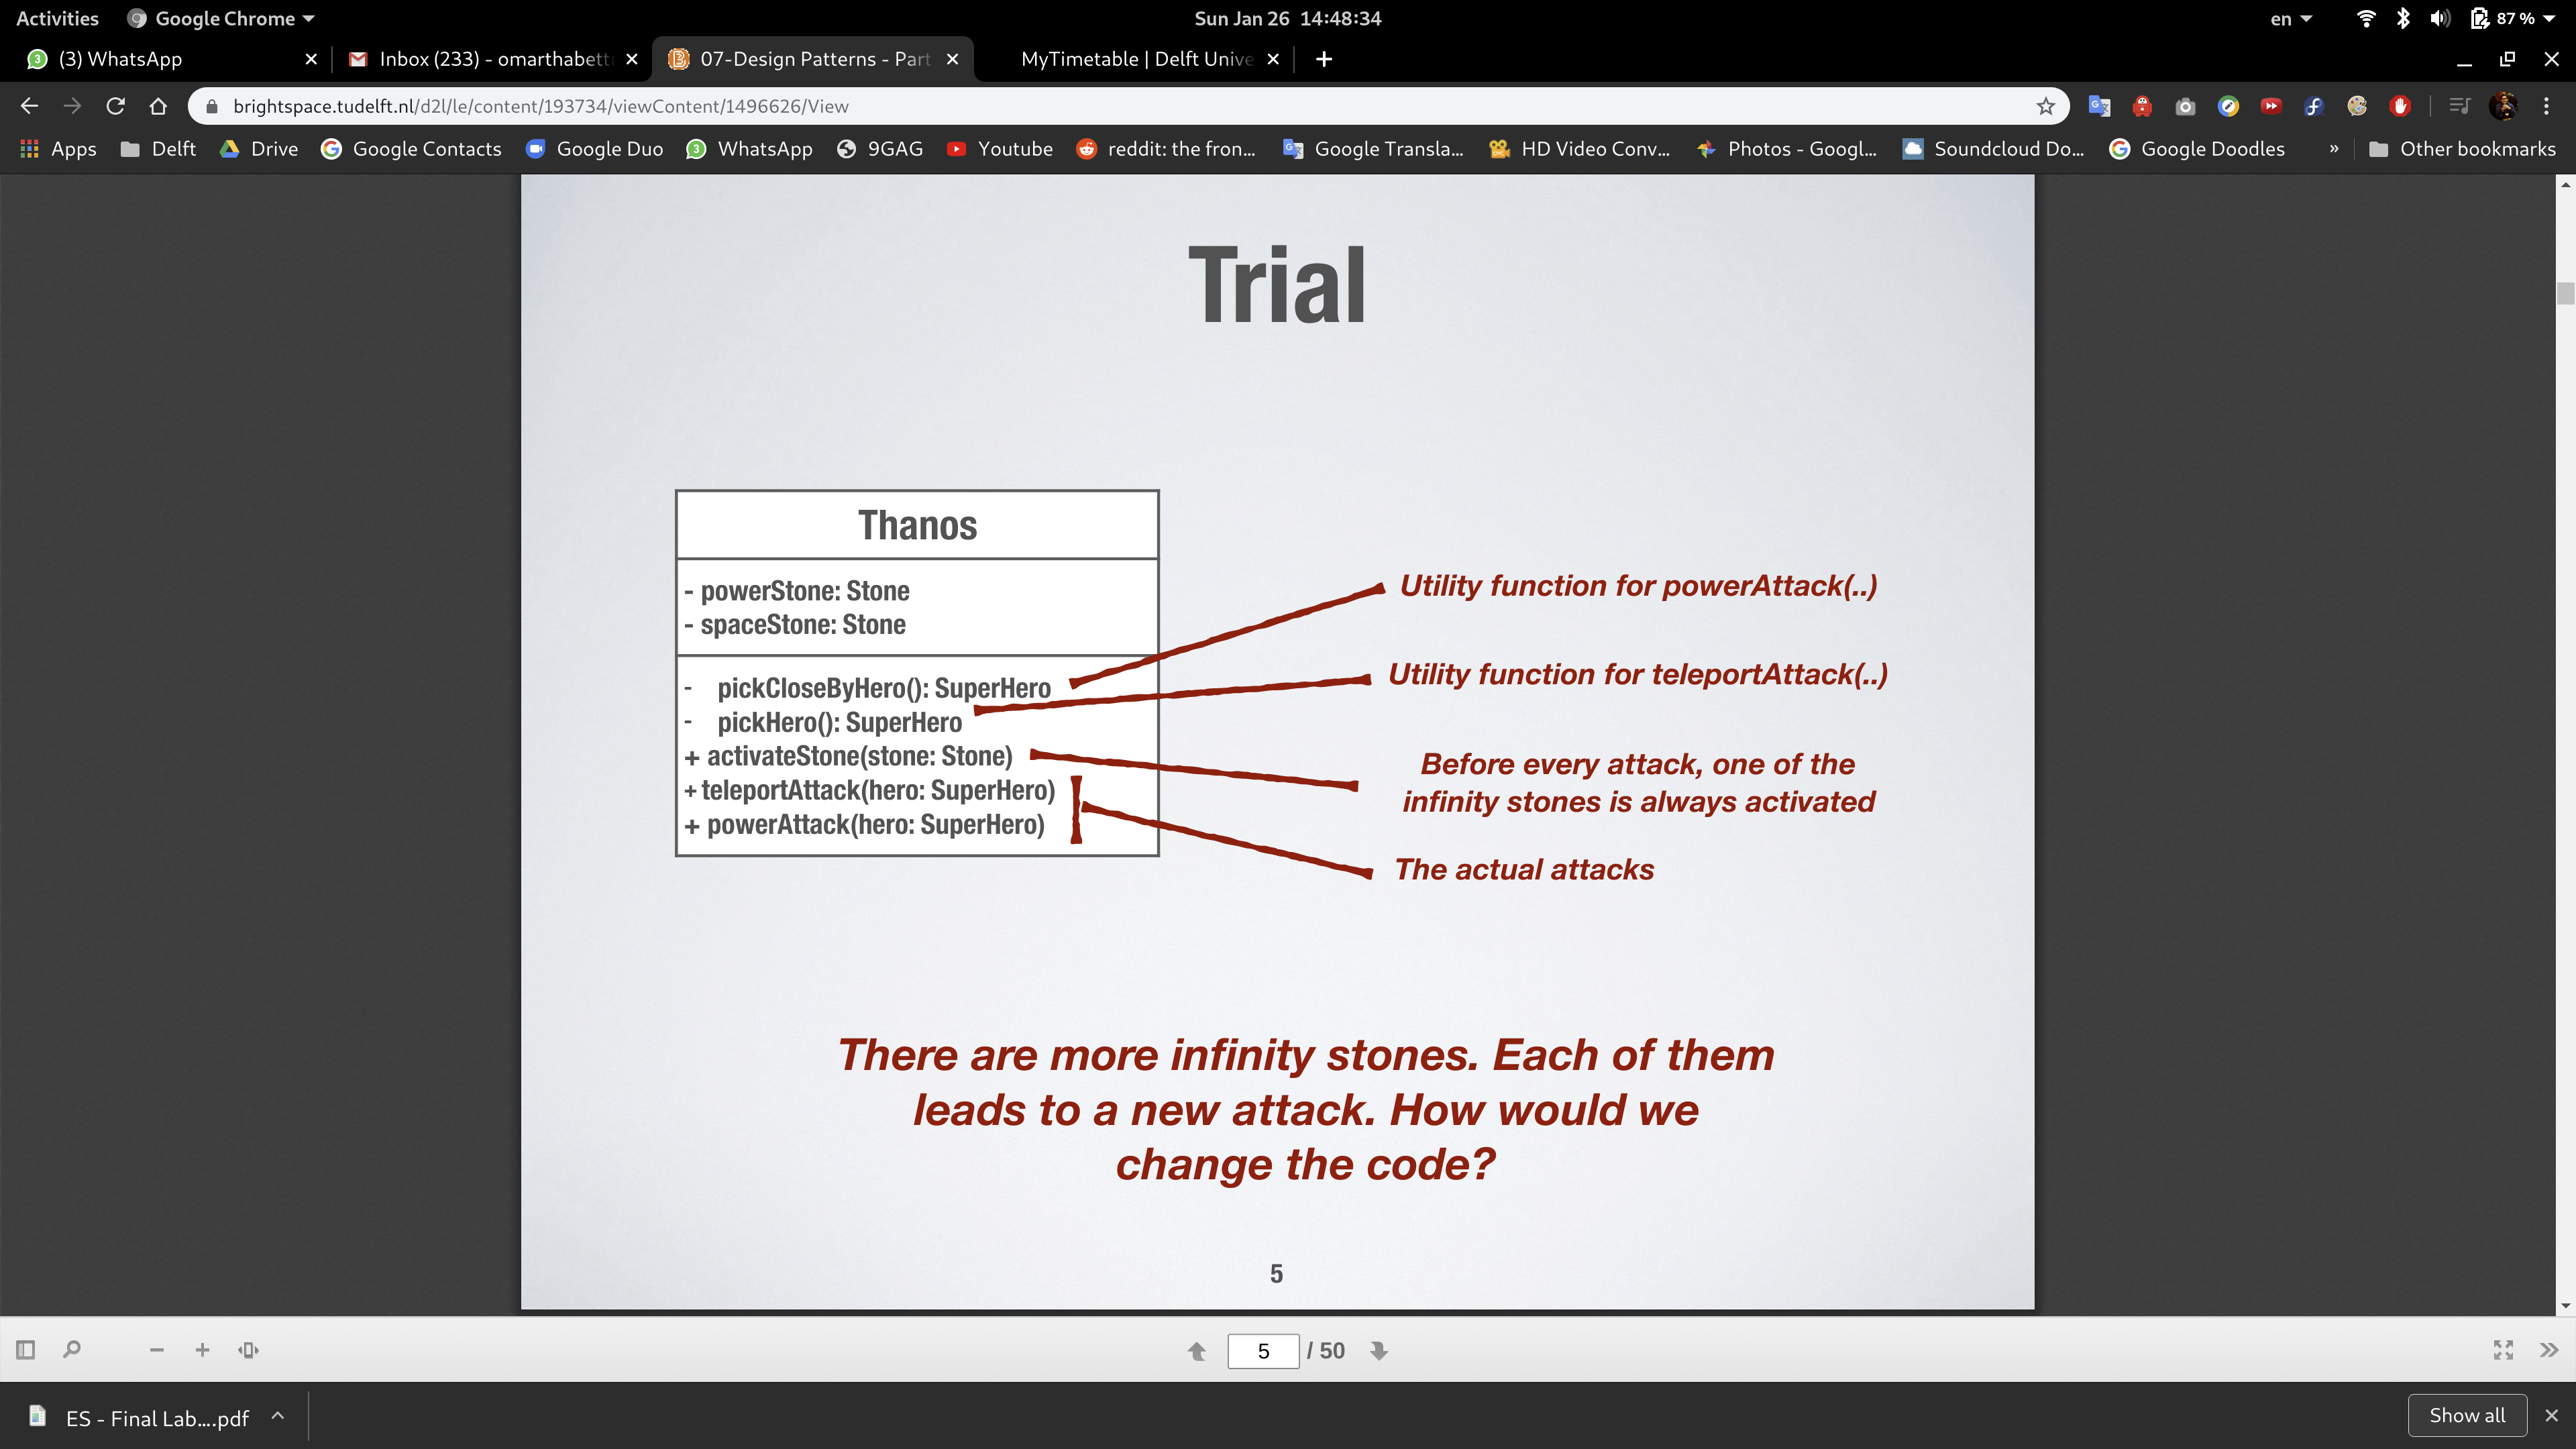 Activities
Google Chrome
Sun Jan 26 14:48:34
en
87 %
(3) WhatsApp
Inbox (233) - omarthabett
07-Design Patterns - Part
MyTimetable | Delft Unive
brightspace.tudelft.nl/d2l/le/content/193734/viewContent/1496626/View
Apps
Delft
Drive
Google Contacts
Google Duo
WhatsApp
9GAG
Youtube
reddit: the fron...
Google Transla...
HD Video Conv...
Photos - Googl...
Soundcloud Do...
Google Doodles
»
Other bookmarks
Trial
Thanos
- powerStone: Stone
- spaceStone: Stone
- pickCloseByHero(): SuperHero
- pickHero(): SuperHero
+ activateStone(stone: Stone)
+ teleportAttack(hero: SuperHero)
+ powerAttack(hero: SuperHero)
Utility function for powerAttack(..)
Utility function for teleportAttack(..)
Before every attack, one of the
infinity stones is always activated
The actual attacks
There are more infinity stones. Each of them
leads to a new attack. How would we
change the code?
5
5 / 50
ES - Final Lab....pdf
Show all